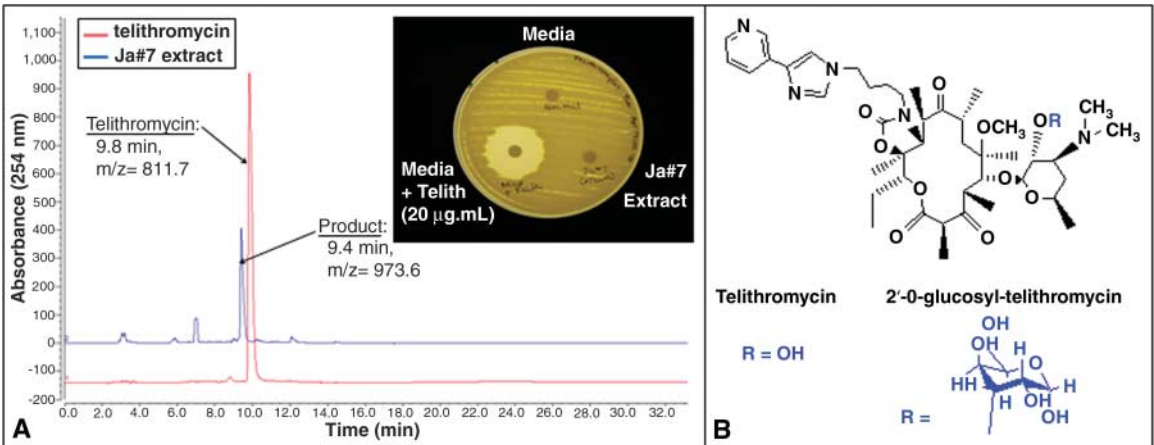 telithromycin
Ja#7 extract
Absorbance (254 nm)
1,100
1,000
900
800
700
600
500
400
300
200
100
0
-100
-200
Telithromycin:
9.8 min,
m/z= 811.7
Product:
9.4 min,
m/z= 973.6
Media
Media
+ Telith
(20 µg.mL)
Ja#7
Extract
0.0 2.0 4.0 6.0 8.0 10.0 12.0 14.0 16.0 18.0 20.0 22.0 24.0 26.0 28.0 30.0 32.0
Time (min)
A
N
N
N
N
O
O
O
O
OCH3
OR
N
CH3
CH3
O
O
O
O
O
Telithromycin
2′-0-glucosyl-telithromycin
R = OH
OH
OH
H
O
HH
H
OH
OH
R =
B